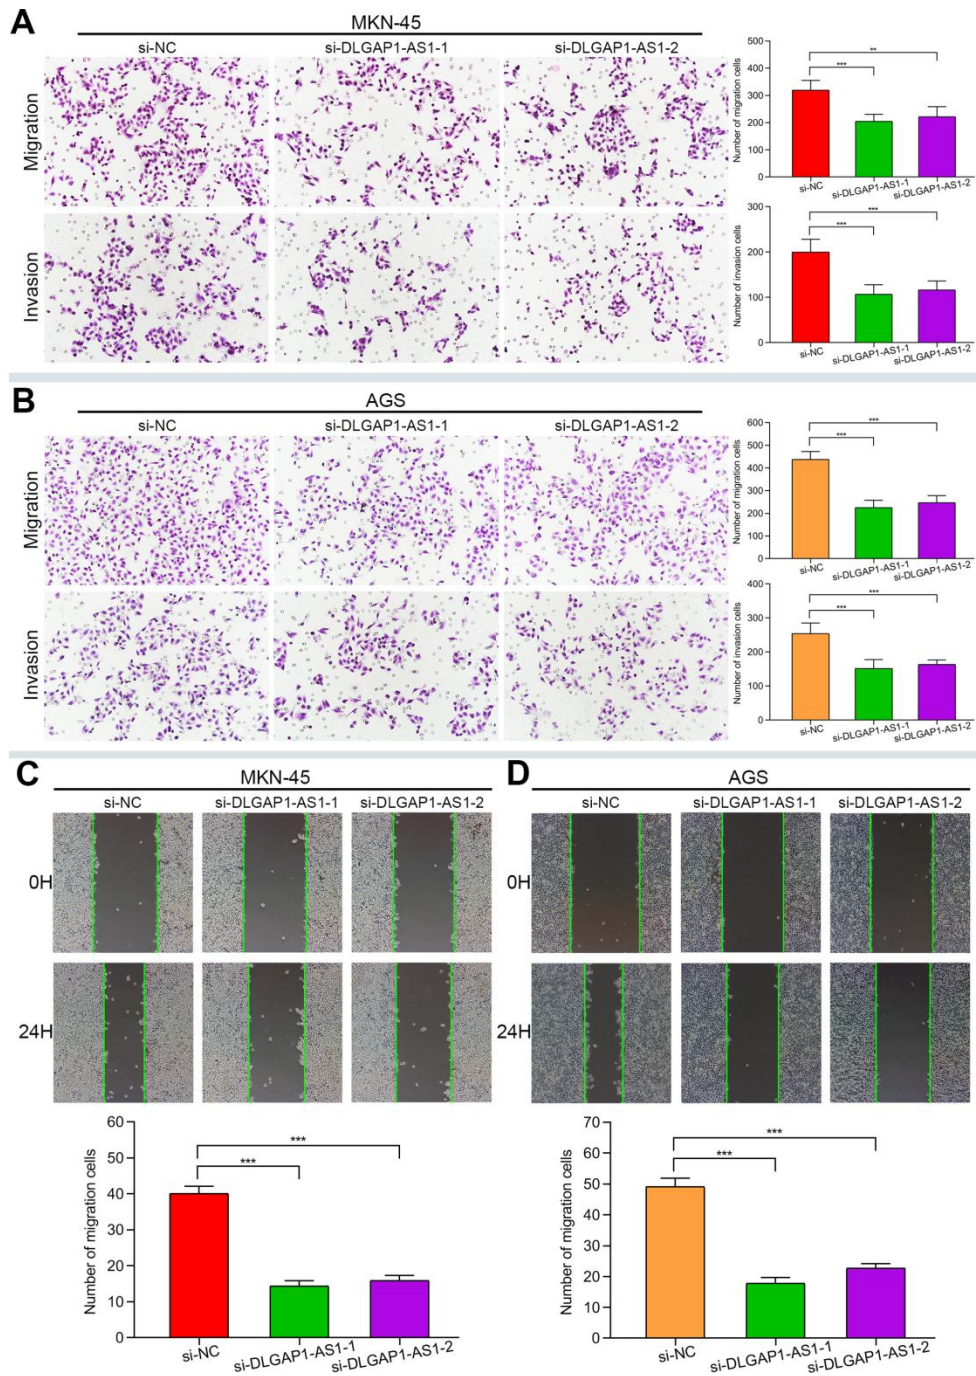 A
MKN-45
si-NC si-DLGAP1-AS1-1 si-DLGAP1-AS1-2
Migration
Invasion
Number of migration cells
500
400
300
200
100
0
**
***
si-NC si-DLGAP1-AS1-1 si-DLGAP1-AS1-2
Number of invasion cells
300
200
100
0
***
***
si-NC si-DLGAP1-AS1-1 si-DLGAP1-AS1-2
B
AGS
si-NC si-DLGAP1-AS1-1 si-DLGAP1-AS1-2
Migration
Invasion
Number of migration cells
600
500
400
300
200
100
0
***
***
si-NC si-DLGAP1-AS1-1 si-DLGAP1-AS1-2
Number of invasion cells
400
300
200
100
0
***
***
si-NC si-DLGAP1-AS1-1 si-DLGAP1-AS1-2
C
MKN-45
si-NC si-DLGAP1-AS1-1 si-DLGAP1-AS1-2
0H
24H
Number of migration cells
60
50
40
30
20
10
0
***
***
si-NC si-DLGAP1-AS1-1 si-DLGAP1-AS1-2
D
AGS
si-NC si-DLGAP1-AS1-1 si-DLGAP1-AS1-2
0H
24H
Number of migration cells
70
60
50
40
30
20
10
0
***
***
si-NC si-DLGAP1-AS1-1 si-DLGAP1-AS1-2